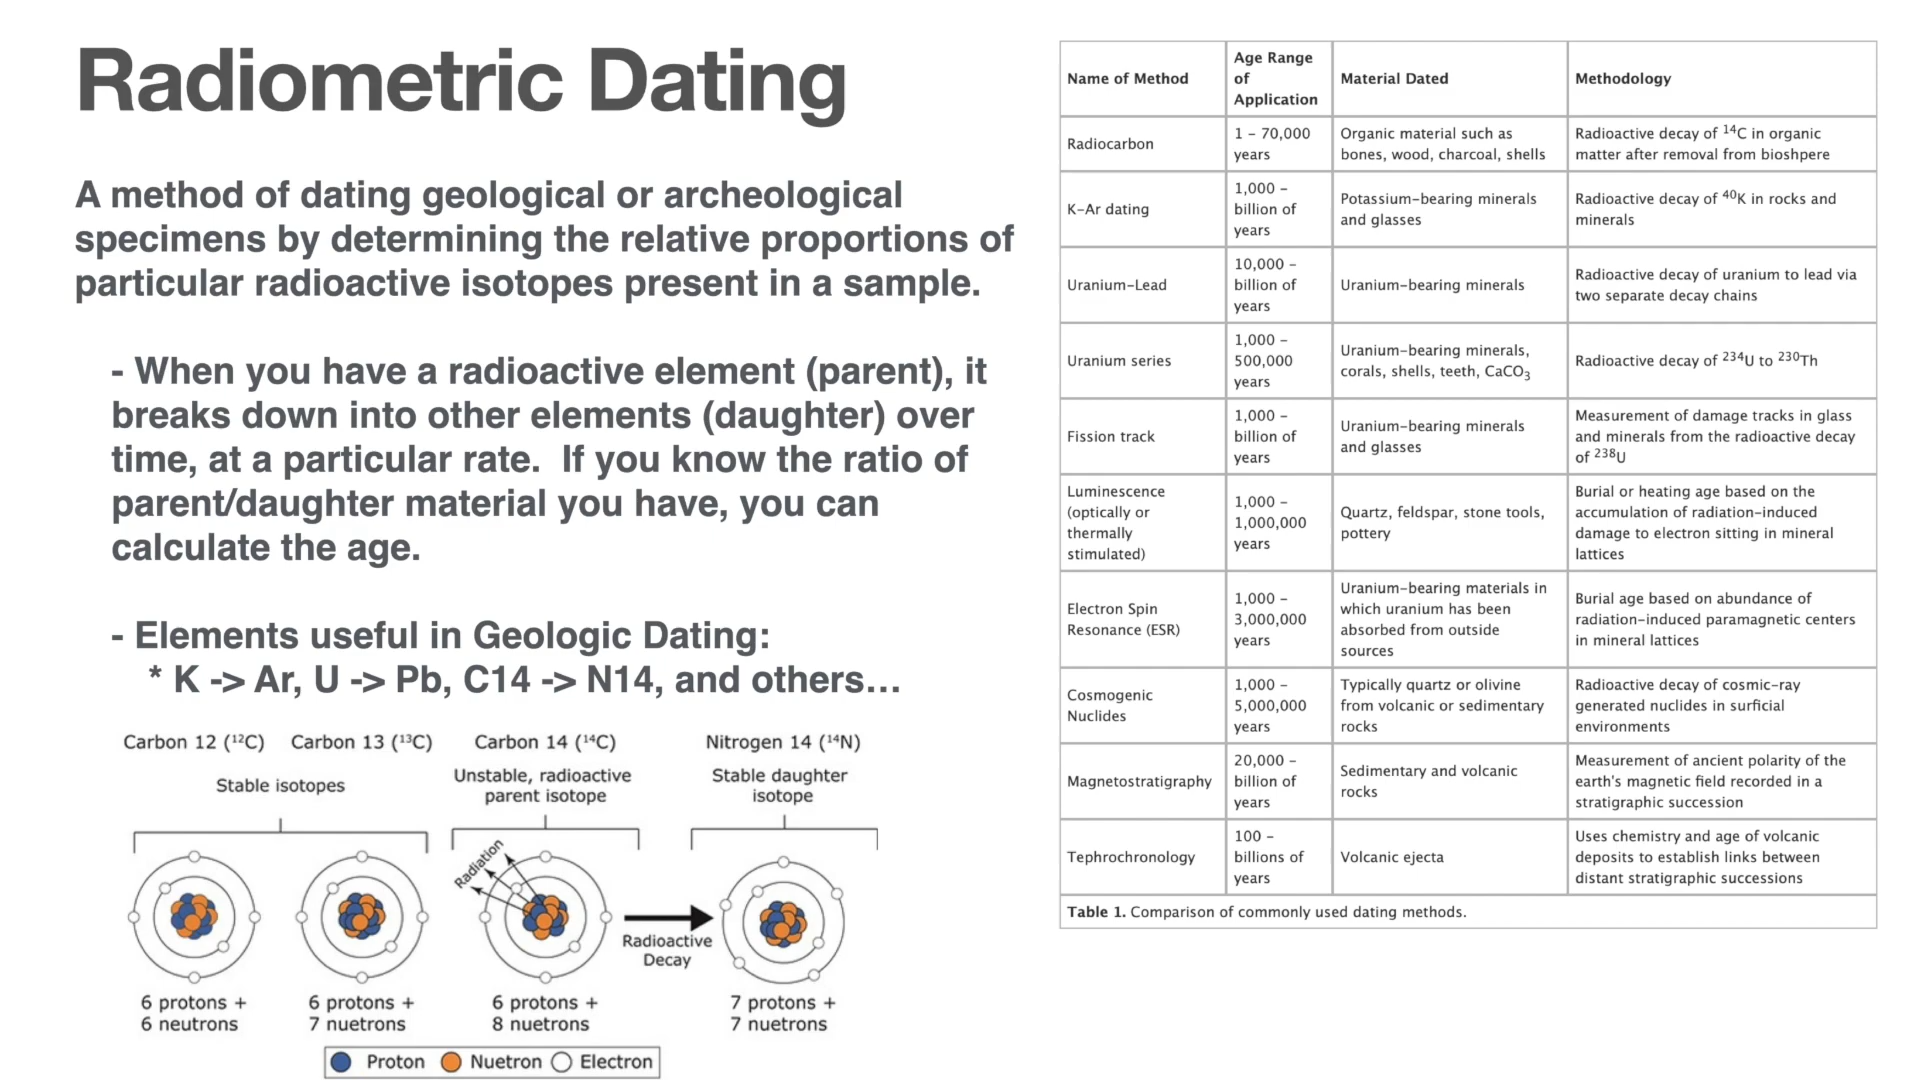 Radiometric Dating
A method of dating geological or archeological
specimens by determining the relative proportions of
particular radioactive isotopes present in a sample.
- When you have a radioactive element (parent), it
breaks down into other elements (daughter) over
time, at a particular rate.  If you know the ratio of
parent/daughter material you have, you can
calculate the age.
- Elements useful in Geologic Dating:
* K -> Ar, U -> Pb, C14 -> N14, and others…
Carbon 12 (¹²C)
Carbon 13 (¹³C)
Carbon 14 (¹⁴C)
Nitrogen 14 (¹⁴N)
Stable isotopes
Unstable, radioactive
parent isotope
Stable daughter
isotope
Radiation
Radioactive
Decay
6 protons +
6 neutrons
6 protons +
7 nuetrons
6 protons +
8 nuetrons
7 protons +
7 nuetrons
Proton
Nuetron
Electron
Name of Method
Age Range
of
Application
Material Dated
Methodology
Radiocarbon
1 – 70,000
years
Organic material such as
bones, wood, charcoal, shells
Radioactive decay of ¹⁴C in organic
matter after removal from bioshpere
K–Ar dating
1,000 –
billion of
years
Potassium–bearing minerals
and glasses
Radioactive decay of ⁴⁰K in rocks and
minerals
Uranium–Lead
10,000 –
billion of
years
Uranium–bearing minerals
Radioactive decay of uranium to lead via
two separate decay chains
Uranium series
1,000 –
500,000
years
Uranium–bearing minerals,
corals, shells, teeth, CaCO₃
Radioactive decay of ²³⁴U to ²³⁰Th
Fission track
1,000 –
billion of
years
Uranium–bearing minerals
and glasses
Measurement of damage tracks in glass
and minerals from the radioactive decay
of ²³⁸U
Luminescence
(optically or
thermally
stimulated)
1,000 –
1,000,000
years
Quartz, feldspar, stone tools,
pottery
Burial or heating age based on the
accumulation of radiation–induced
damage to electron sitting in mineral
lattices
Electron Spin
Resonance (ESR)
1,000 –
3,000,000
years
Uranium–bearing materials in
which uranium has been
absorbed from outside
sources
Burial age based on abundance of
radiation–induced paramagnetic centers
in mineral lattices
Cosmogenic
Nuclides
1,000 –
5,000,000
years
Typically quartz or olivine
from volcanic or sedimentary
rocks
Radioactive decay of cosmic–ray
generated nuclides in surficial
environments
Magnetostratigraphy
20,000 –
billion of
years
Sedimentary and volcanic
rocks
Measurement of ancient polarity of the
earth's magnetic field recorded in a
stratigraphic succession
Tephrochronology
100 –
billions of
years
Volcanic ejecta
Uses chemistry and age of volcanic
deposits to establish links between
distant stratigraphic successions
Table 1. Comparison of commonly used dating methods.